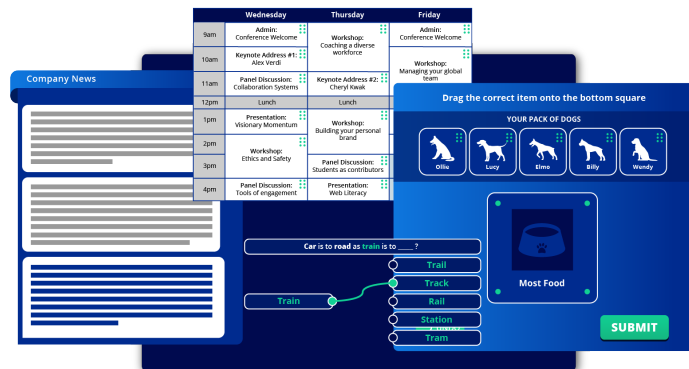 Wednesday Thursday Friday
9am
Admin:
Conference Welcome
Workshop:
Coaching a diverse
workforce
Admin:
Conference Welcome
10am
Keynote Address #1:
Alex Verdi
Workshop:
Managing your global
team
11am
Panel Discussion:
Collaboration Systems
Keynote Address #2:
Cheryl Kwak
12pm
Lunch
Lunch
1pm
Presentation:
Visionary Momentum
Workshop:
Building your personal
brand
2pm
Workshop:
Ethics and Safety
3pm
Panel Discussion:
Students as contributors
4pm
Panel Discussion:
Tools of engagement
Presentation:
Web Literacy
Company News
Drag the correct item onto the bottom square
YOUR PACK OF DOGS
Ollie Lucy Elmo Billy Wendy
Most Food
SUBMIT
Car is to road as train is to ____ ?
Train
Trail
Track
Rail
Station
Tram